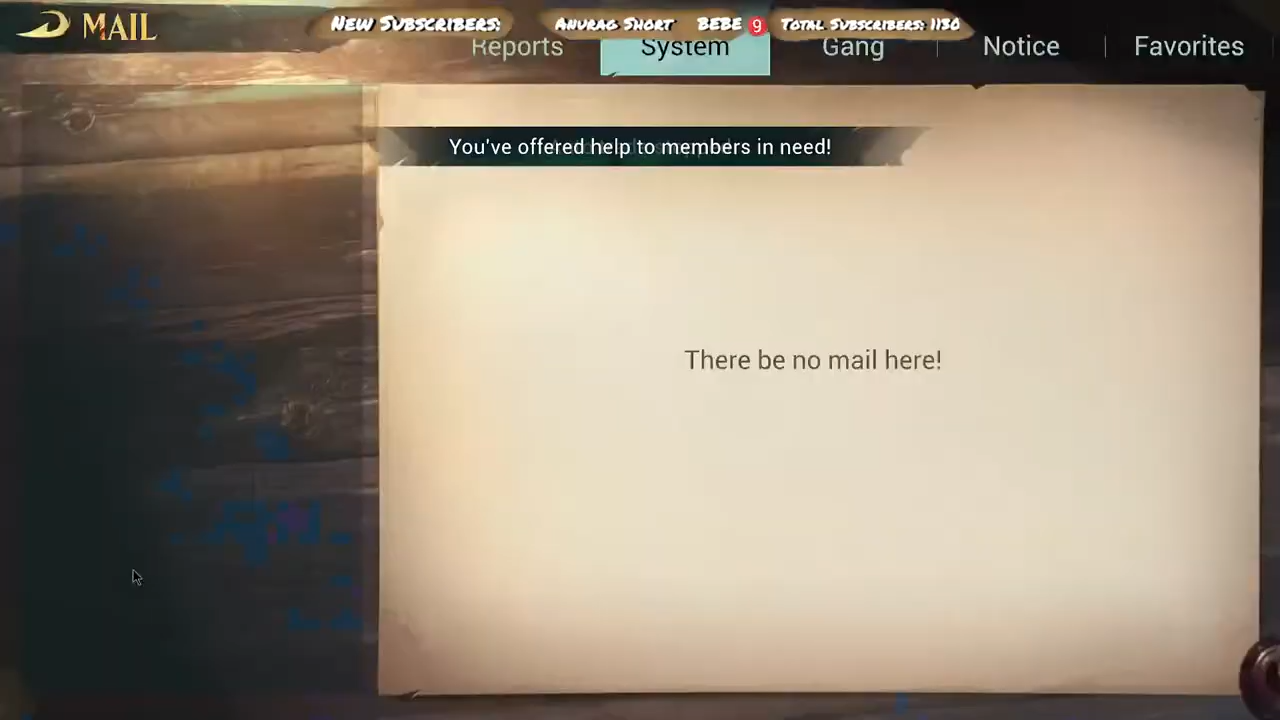 MAIL
New Subscribers: Anurag Short BEBE 9 Total Subscribers: 1130
Reports System Gang Notice Favorites
You've offered help to members in need!
There be no mail here!